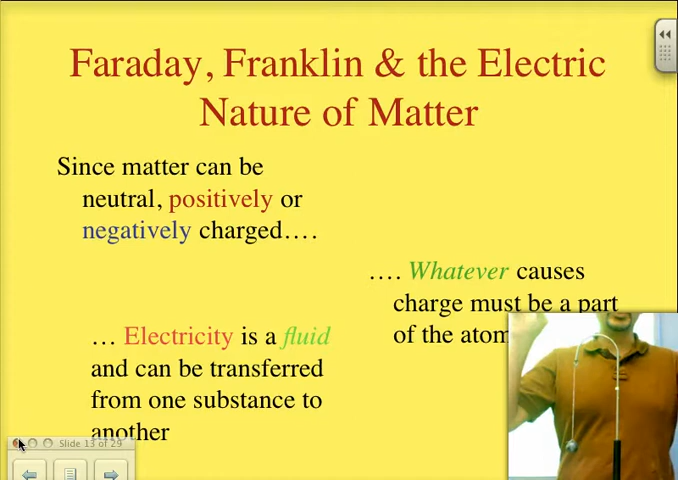 Faraday, Franklin & the Electric
Nature of Matter
Since matter can be
neutral, positively or
negatively charged….
…. Whatever causes
charge must be a part
of the atom
… Electricity is a fluid
and can be transferred
from one substance to
another
Slide 13 of 29